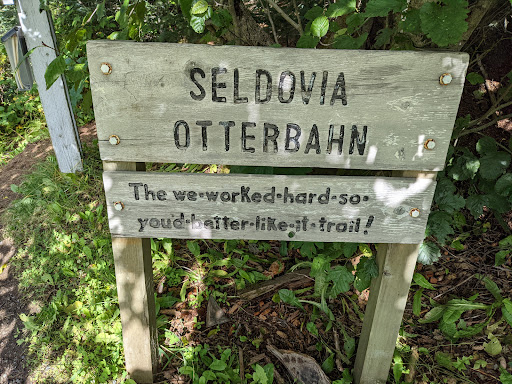 SELDOVIA
OTTERBAHN
The we·worked·hard·so·
you'd·better·like·it·trail!